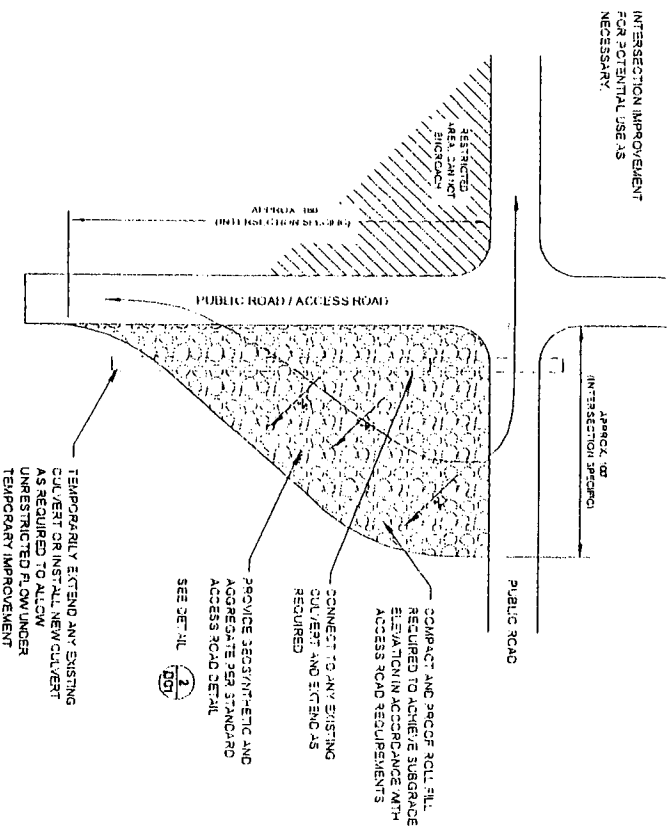 INTERSECTION IMPROVEMENT
FOR POTENTIAL USE AS
NECESSARY.
RESTRICTED
AREA, CAN NOT
ENCROACH
APPROX. 180'
(INTERSECTION SPECIFIC)
PUBLIC ROAD / ACCESS ROAD
APPROX.
(INTERSECTION SPECIFIC)
PUBLIC ROAD
COMPACT AND PROOF ROLL FILL
REQUIRED TO ACHIEVE SUBGRADE
ELEVATION IN ACCORDANCE WITH
ACCESS ROAD REQUIREMENTS
CONNECT TO ANY EXISTING
CULVERT AND EXTEND AS
REQUIRED
PROVIDE GEOSYNTHETIC AND
AGGREGATE PER STANDARD
ACCESS ROAD DETAIL
SEE DETAIL
2
TEMPORARILY EXTEND ANY EXISTING
CULVERT OR INSTALL NEW CULVERT
AS REQUIRED TO ALLOW
UNRESTRICTED FLOW UNDER
TEMPORARY IMPROVEMENT